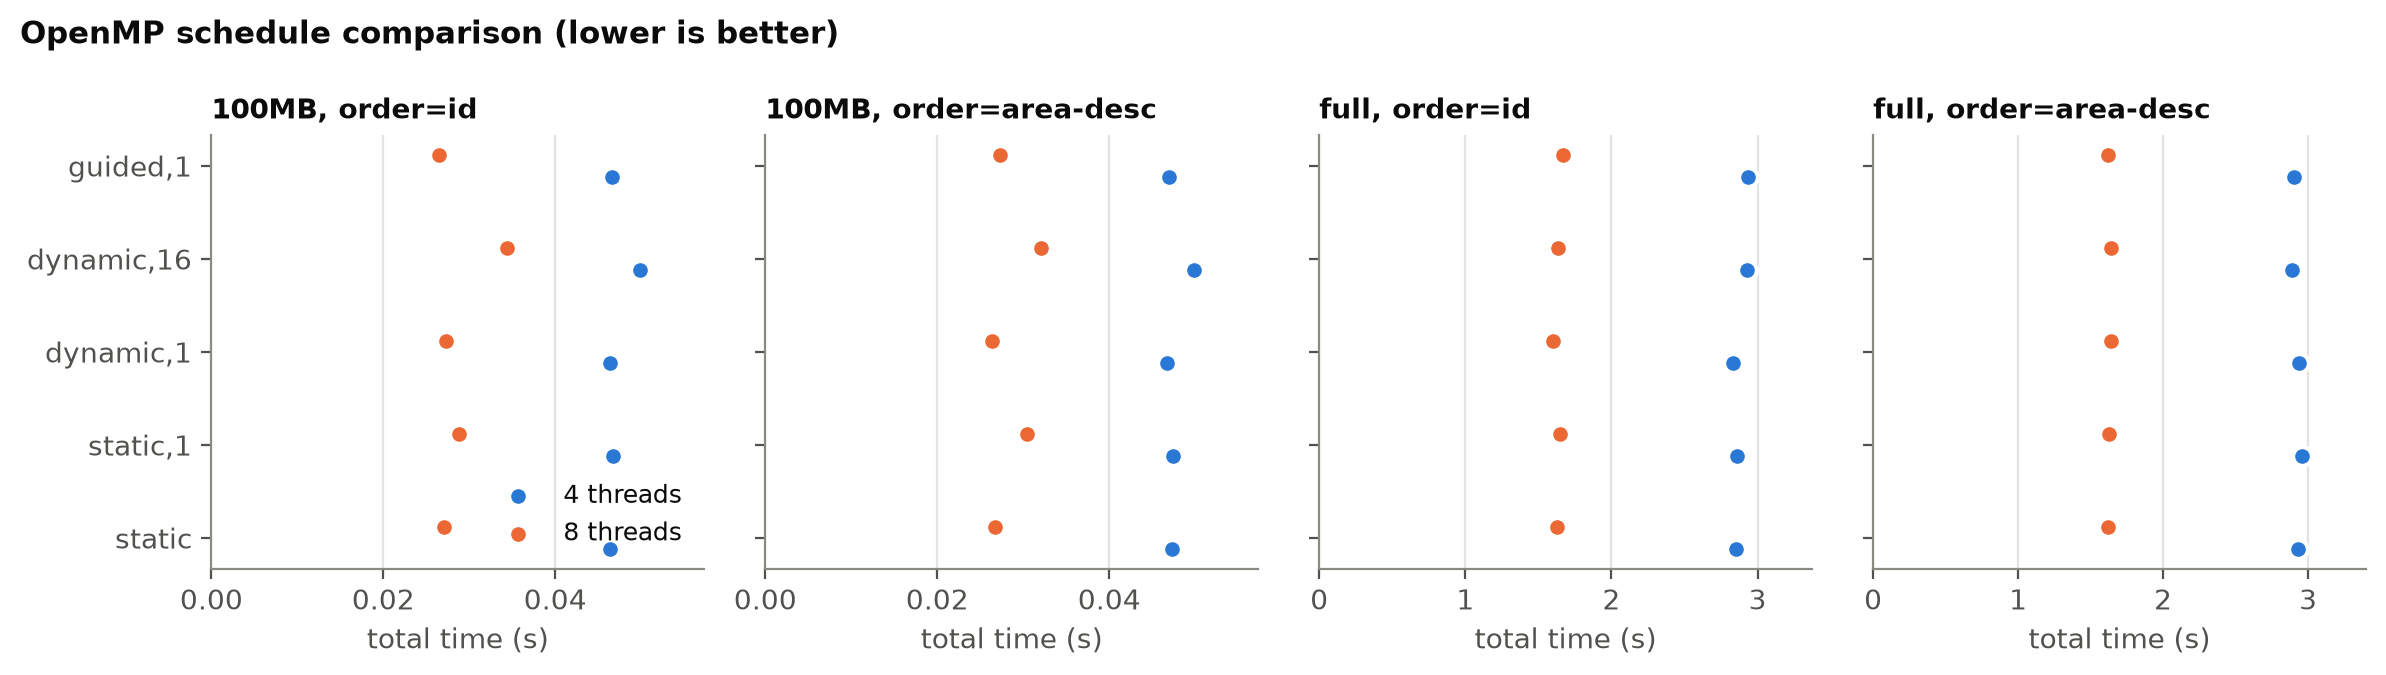 OpenMP schedule comparison (lower is better)
100MB, order=id
100MB, order=area-desc
full, order=id
full, order=area-desc
guided,1
dynamic,16
dynamic,1
static,1
static
4 threads
8 threads
0.00 0.02 0.04
0.00 0.02 0.04
0 1 2 3
0 1 2 3
total time (s)
total time (s)
total time (s)
total time (s)